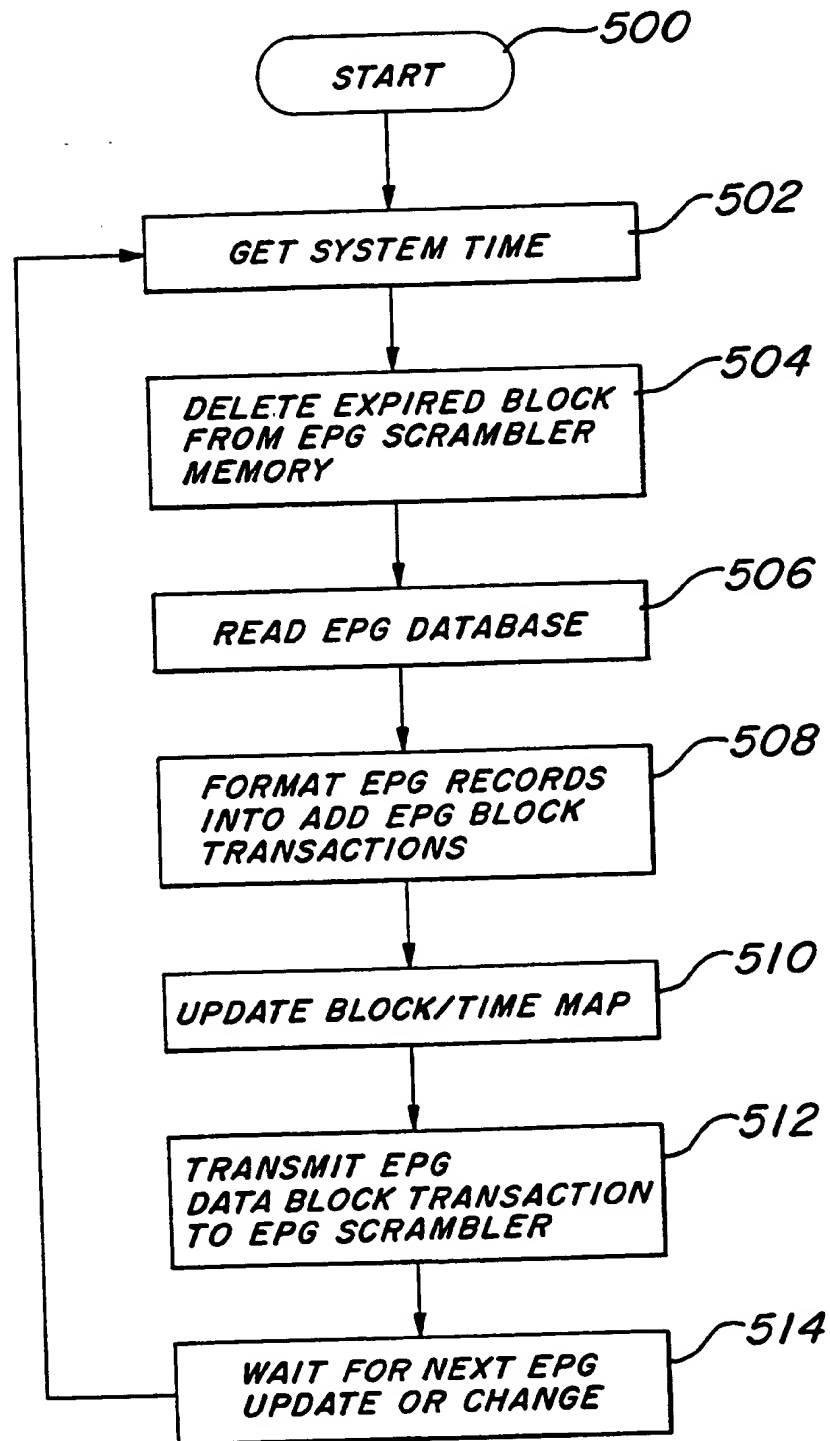 500
START
502
GET SYSTEM TIME
504
DELETE EXPIRED BLOCK
FROM EPG SCRAMBLER
MEMORY
506
READ EPG DATABASE
508
FORMAT EPG RECORDS
INTO ADD EPG BLOCK
TRANSACTIONS
510
UPDATE BLOCK/TIME MAP
512
TRANSMIT EPG
DATA BLOCK TRANSACTION
TO EPG SCRAMBLER
514
WAIT FOR NEXT EPG
UPDATE OR CHANGE